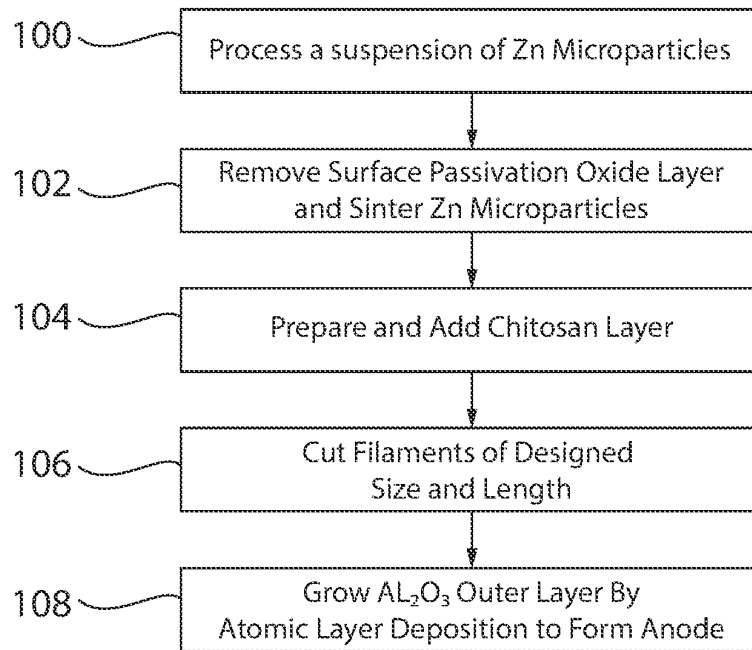 100
Process a suspension of Zn Microparticles
102
Remove Surface Passivation Oxide Layer
and Sinter Zn Microparticles
104
Prepare and Add Chitosan Layer
106
Cut Filaments of Designed
Size and Length
108
Grow AL₂O₃ Outer Layer By
Atomic Layer Deposition to Form Anode